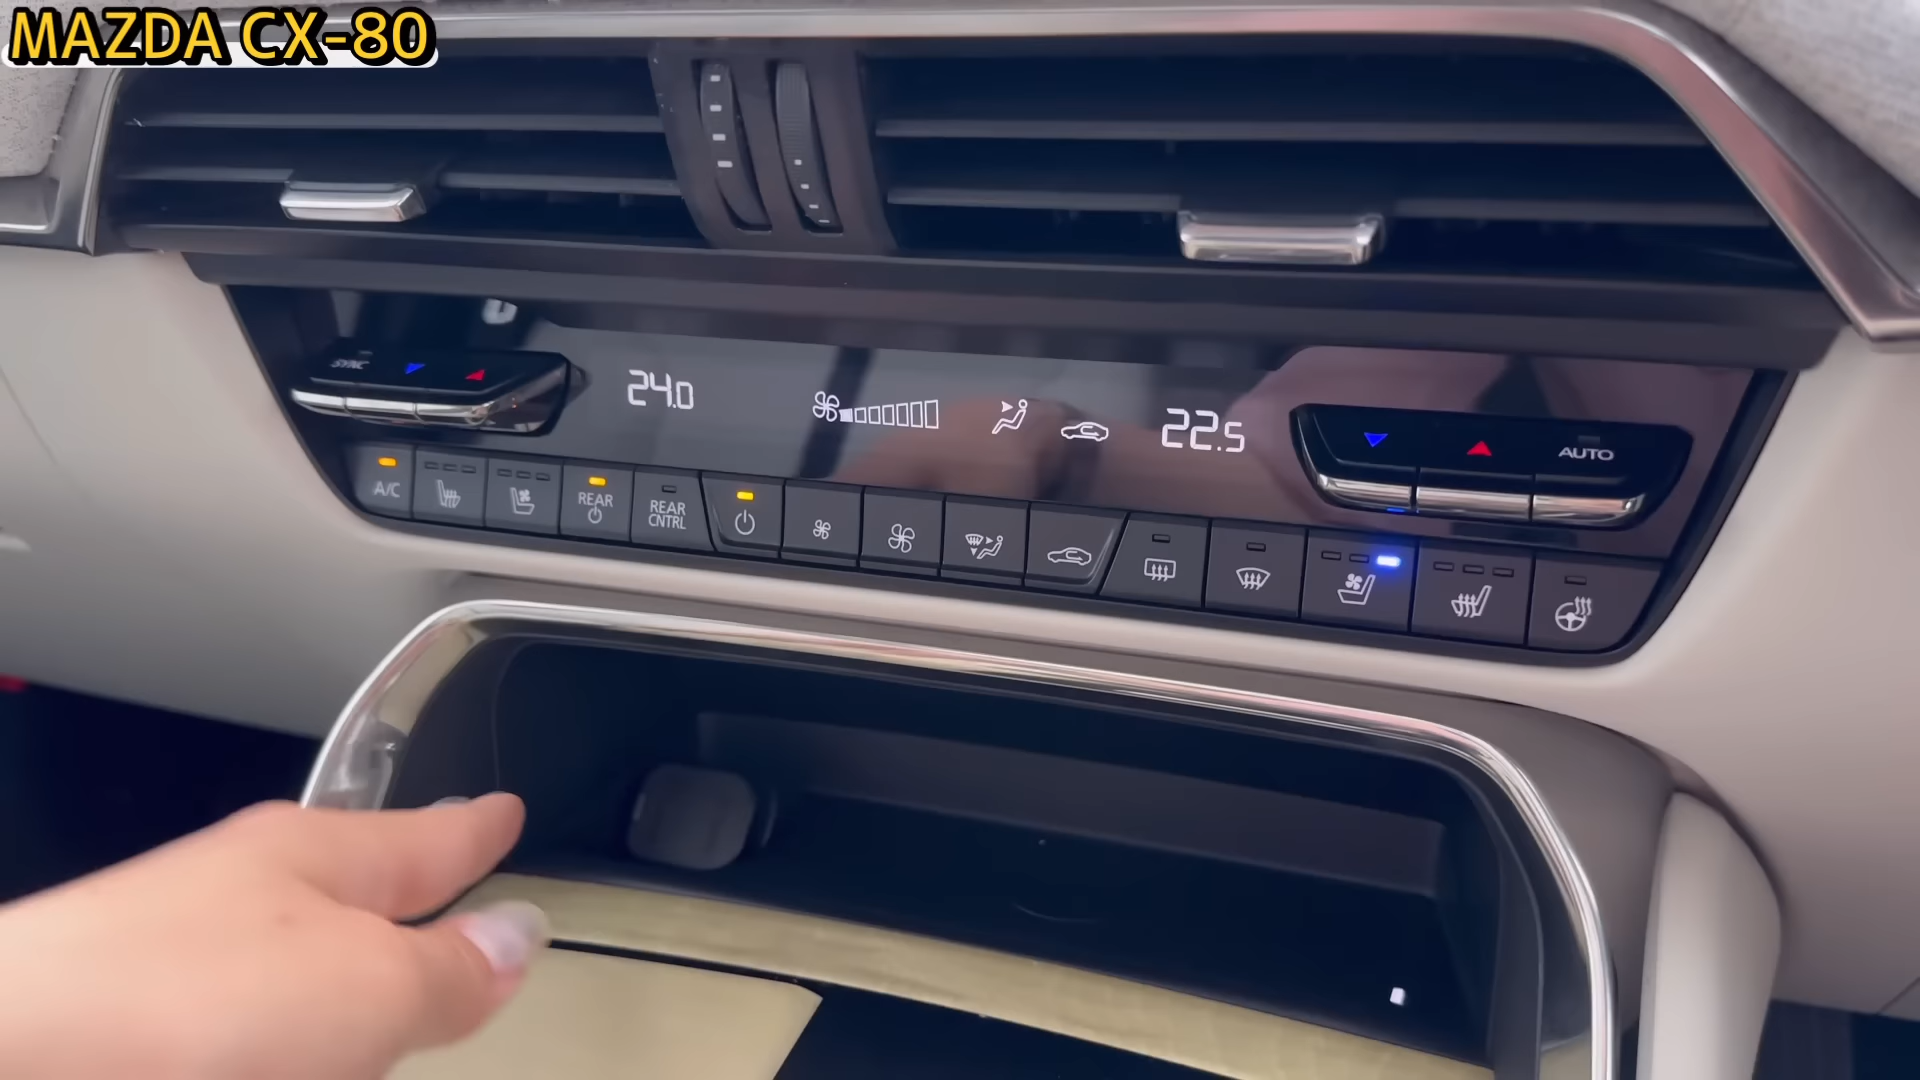 MAZDA CX-80
SYNC
24.0
22.5
AUTO
A/C
REAR
REAR
CNTRL